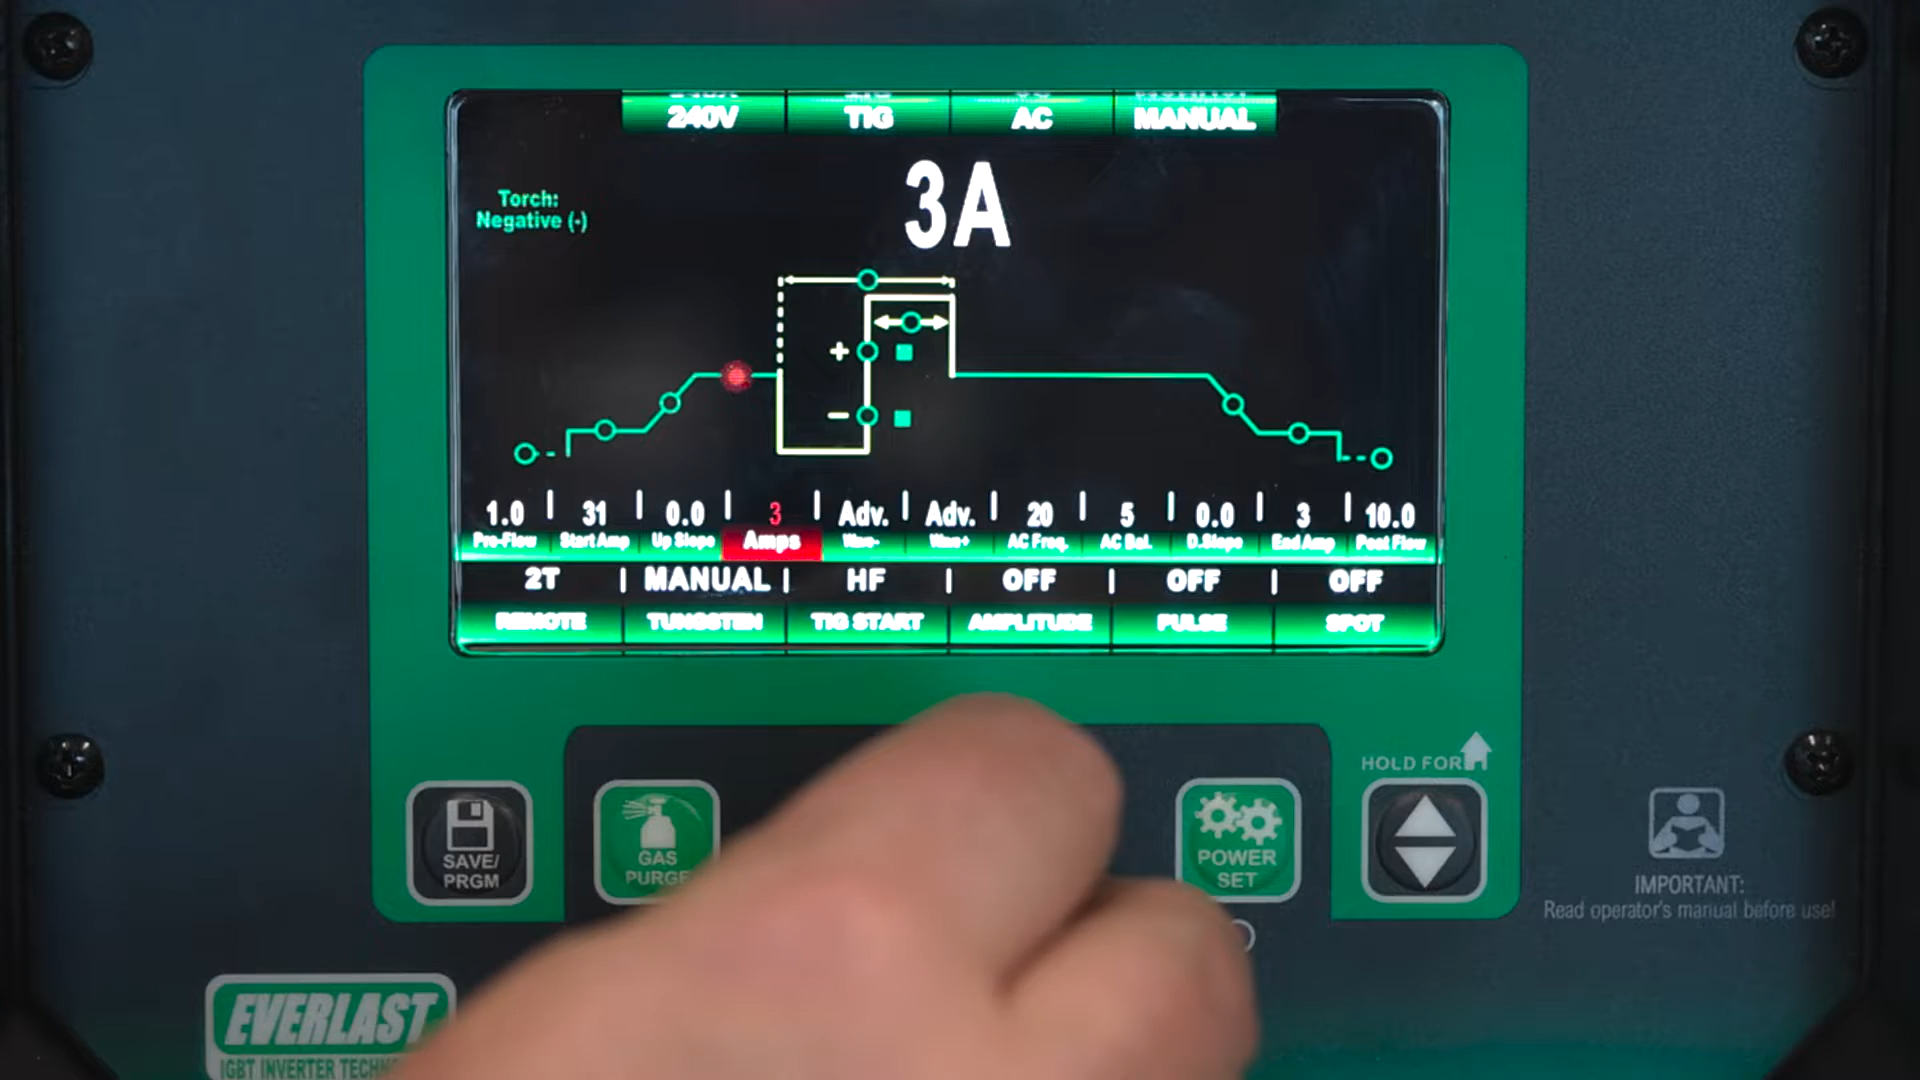 240V TIG AC MANUAL
3A
Torch:
Negative (-)
+
−
1.0 31 0.0 3 Adv. Adv. 20 5 0.0 3 10.0
Pre-Flow Start Amp Up Slope Amps Wave- Wave+ AC Freq. AC Bal. D.Slope End Amp Post Flow
2T MANUAL HF OFF OFF OFF
REMOTE TUNGSTEN TIG START AMPLITUDE PULSE SPOT
HOLD FOR
SAVE/
PRGM
GAS
PURGE
POWER
SET
IMPORTANT:
Read operator's manual before use!
EVERLAST
IGBT INVERTER